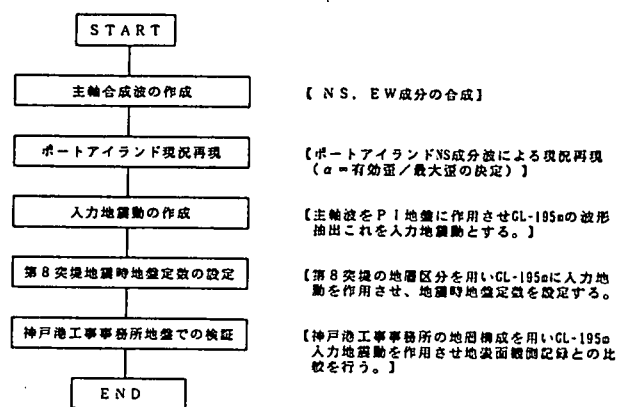 START
主軸合成波の作成
【NS，EW成分の合成】
ポートアイランド現況再現
【ポートアイランドNS成分波による現況再現
（α＝有効歪／最大歪の決定）】
入力地震動の作成
【主軸波をＰＩ地盤に作用させGL-195mの波形
抽出これを入力地震動とする。】
第８突堤地震時地盤定数の設定
【第８突堤の地層区分を用いGL-195mに入力地
動を作用させ、地震時地盤定数を設定する。
神戸港工事事務所地盤での検証
【神戸港工事事務所の地層構成を用いGL-195m
入力地震動を作用させ地表面観測記録との比
較を行う。】
END